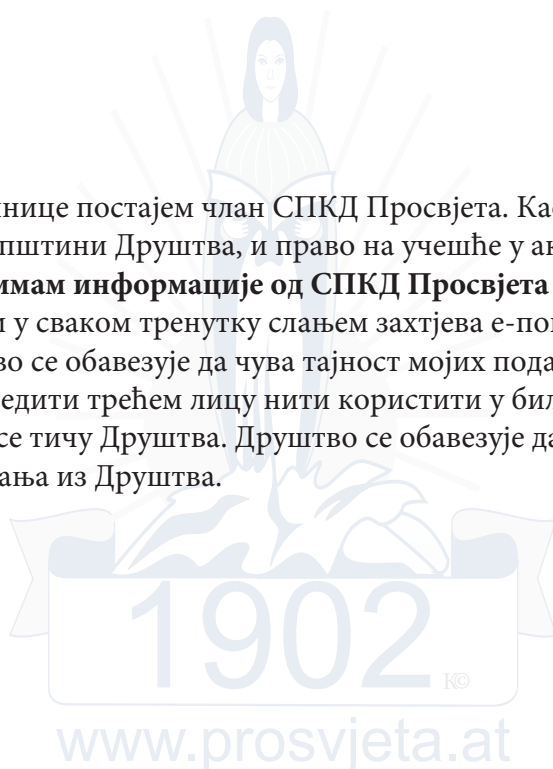 нице постајем члан СПКД Просвјета. Ка
пштини Друштва, и право на учешће у ак
имам информације од СПКД Просвјета
и у сваком тренутку слањем захтјева е-по
во се обавезује да чува тајност мојих пода
едити трећем лицу нити користити у бил
се тичу Друштва. Друштво се обавезује да
ања из Друштва.
1902
К©
www.prosvjeta.at